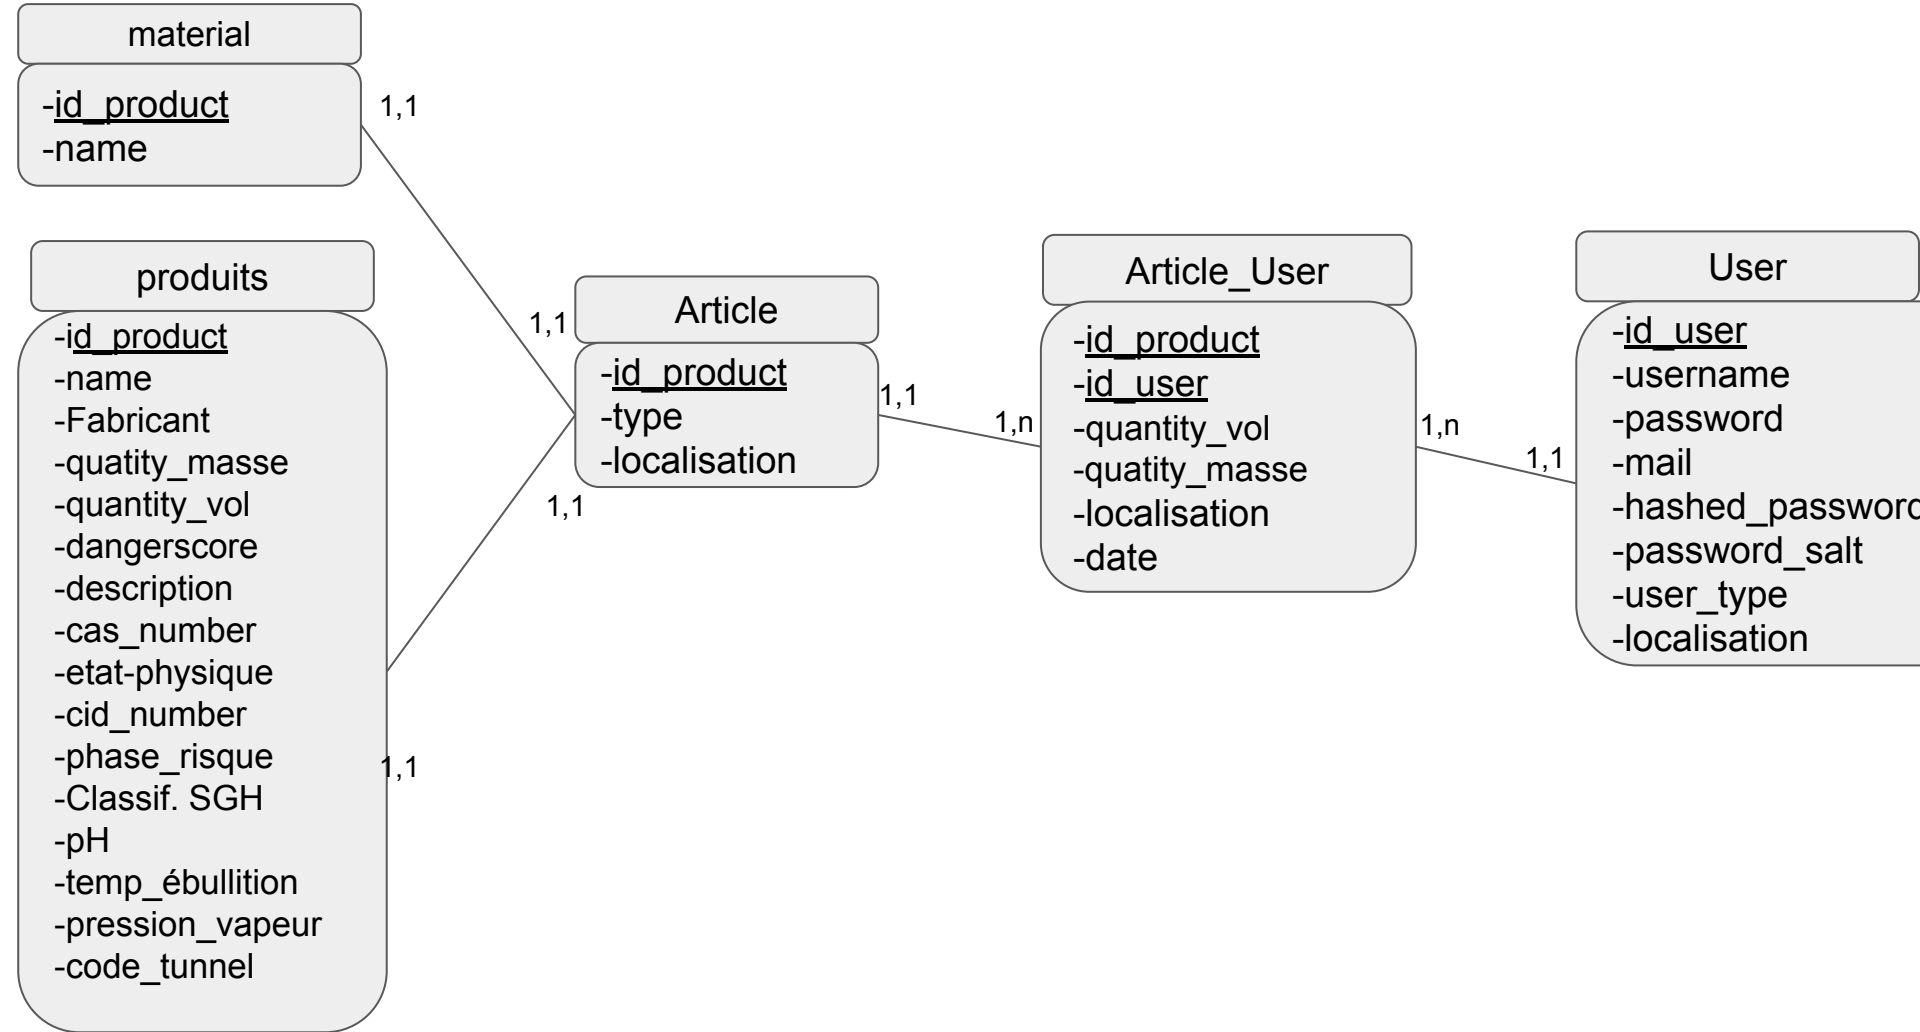 material
-id_product
-name
1,1
produits
-id_product
-name
-Fabricant
-quatity_masse
-quantity_vol
-dangerscore
-description
-cas_number
-etat-physique
-cid_number
-phase_risque
-Classif. SGH
-pH
-temp_ébullition
-pression_vapeur
-code_tunnel
1,1
1,1
1,1
Article
-id_product
-type
-localisation
1,1
1,n
Article_User
-id_product
-id_user
-quantity_vol
-quatity_masse
-localisation
-date
1,n
1,1
User
-id_user
-username
-password
-mail
-hashed_password
-password_salt
-user_type
-localisation